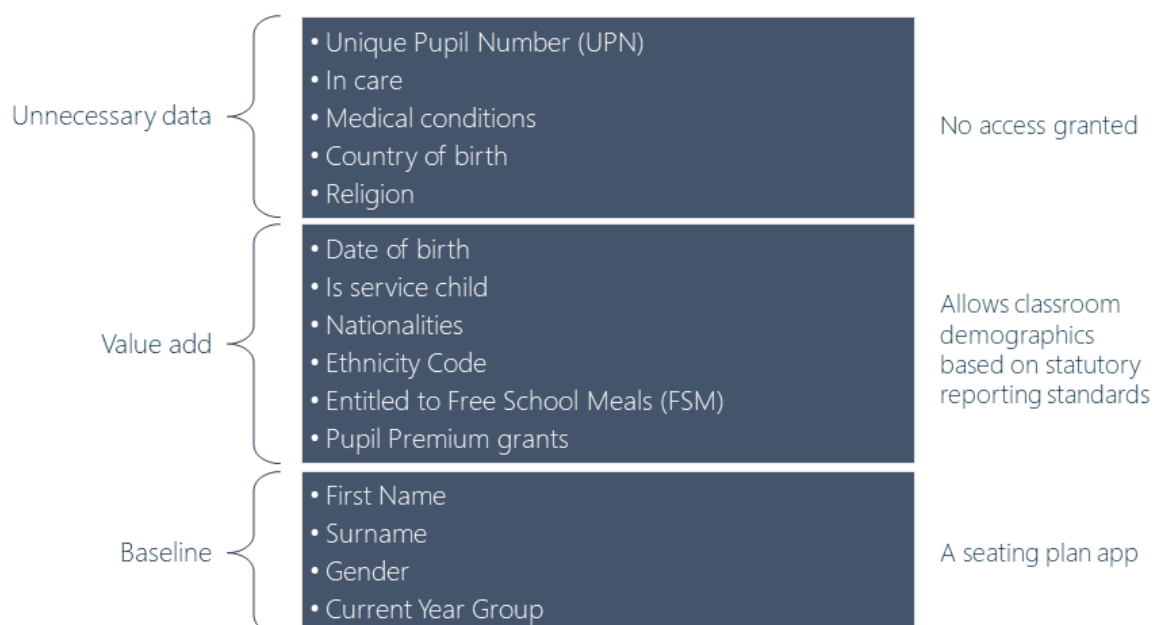 Unnecessary data
• Unique Pupil Number (UPN)
• In care
• Medical conditions
• Country of birth
• Religion
No access granted
Value add
• Date of birth
• Is service child
• Nationalities
• Ethnicity Code
• Entitled to Free School Meals (FSM)
• Pupil Premium grants
Allows classroom
demographics
based on statutory
reporting standards
Baseline
• First Name
• Surname
• Gender
• Current Year Group
A seating plan app